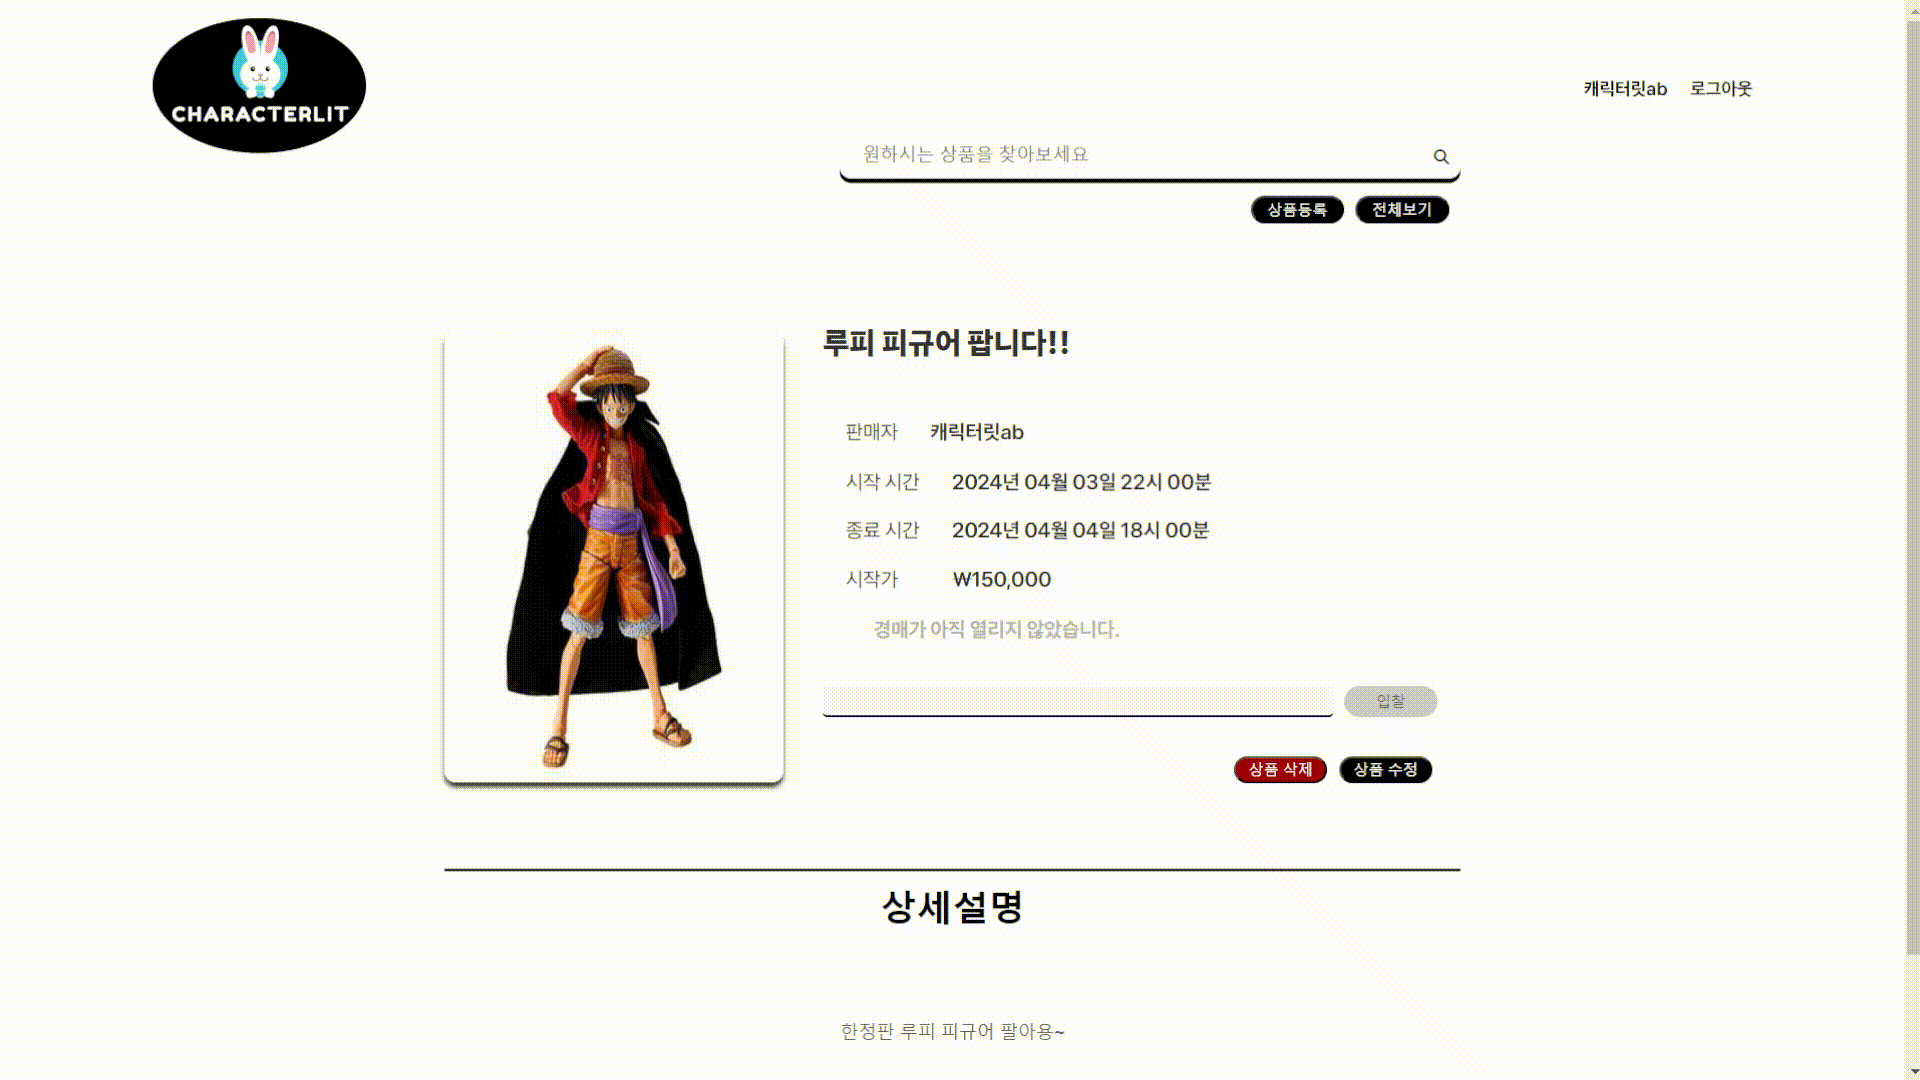 CHARACTERLIT
캐릭터릿ab 로그아웃
원하시는 상품을 찾아보세요
상품등록 전체보기
루피 피규어 팝니다!!
판매자 캐릭터릿ab
시작 시간 2024년 04월 03일 22시 00분
종료 시간 2024년 04월 04일 18시 00분
시작가 ₩150,000
경매가 아직 열리지 않았습니다.
입찰
상품 삭제 상품 수정
상세설명
한정판 루피 피규어 팔아용~